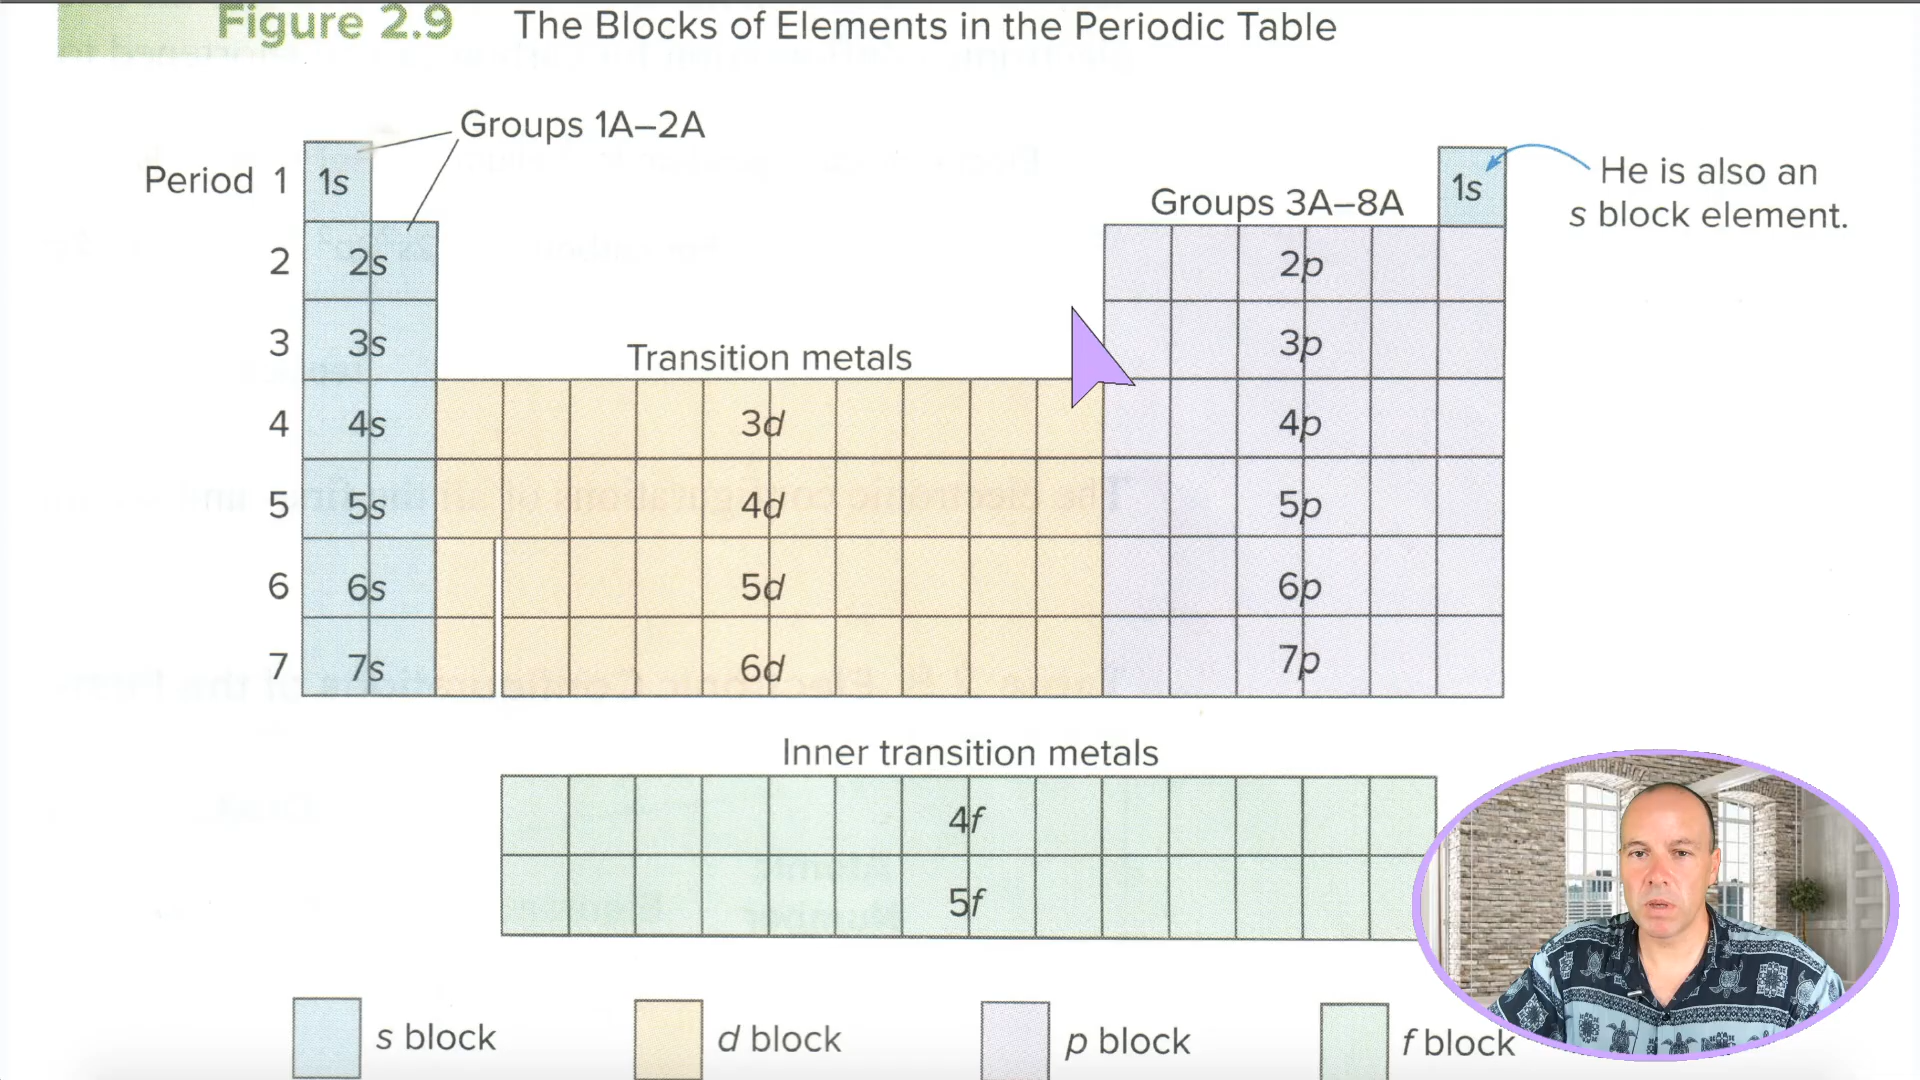 Figure 2.9 The Blocks of Elements in the Periodic Table
Groups 1A–2A
Period 1 1s
1s
He is also an
s block element.
Groups 3A–8A
2 2s 2p
3 3s 3p
Transition metals
4 4s 3d 4p
5 5s 4d 5p
6 6s 5d 6p
7 7s 6d 7p
Inner transition metals
4f
5f
s block
d block
p block
f block